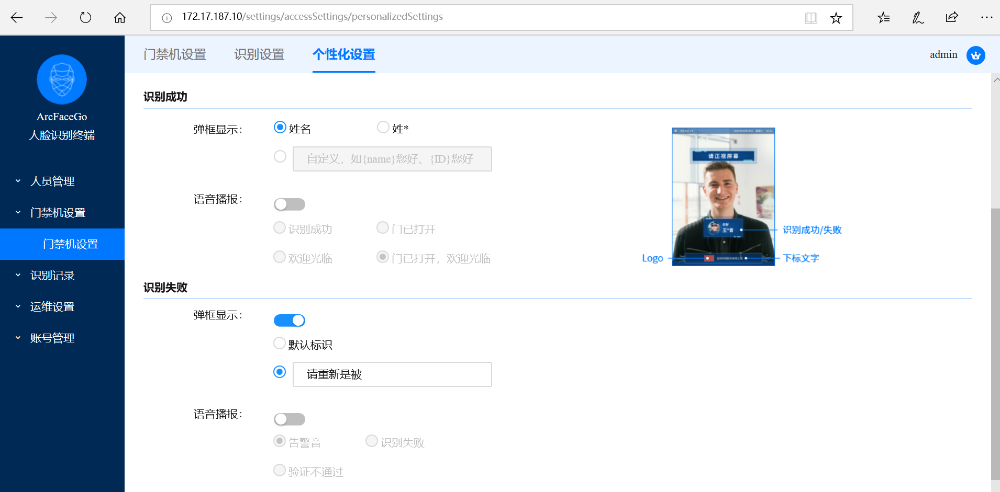 172.17.187.10/settings/accessSettings/personalizedSettings
ArcFaceGo
人脸识别终端
人员管理
门禁机设置
门禁机设置
识别记录
运维设置
账号管理
门禁机设置 识别设置 个性化设置
admin
识别成功
弹框显示：
姓名 姓*
自定义，如{name}您好、{ID}您好
语音播报：
识别成功 门已打开
欢迎光临 门已打开，欢迎光临
请正视屏幕
你好
王*青
识别成功/失败
Logo
下标文字
识别失败
弹框显示：
默认标识
请重新是被
语音播报：
告警音 识别失败
验证不通过